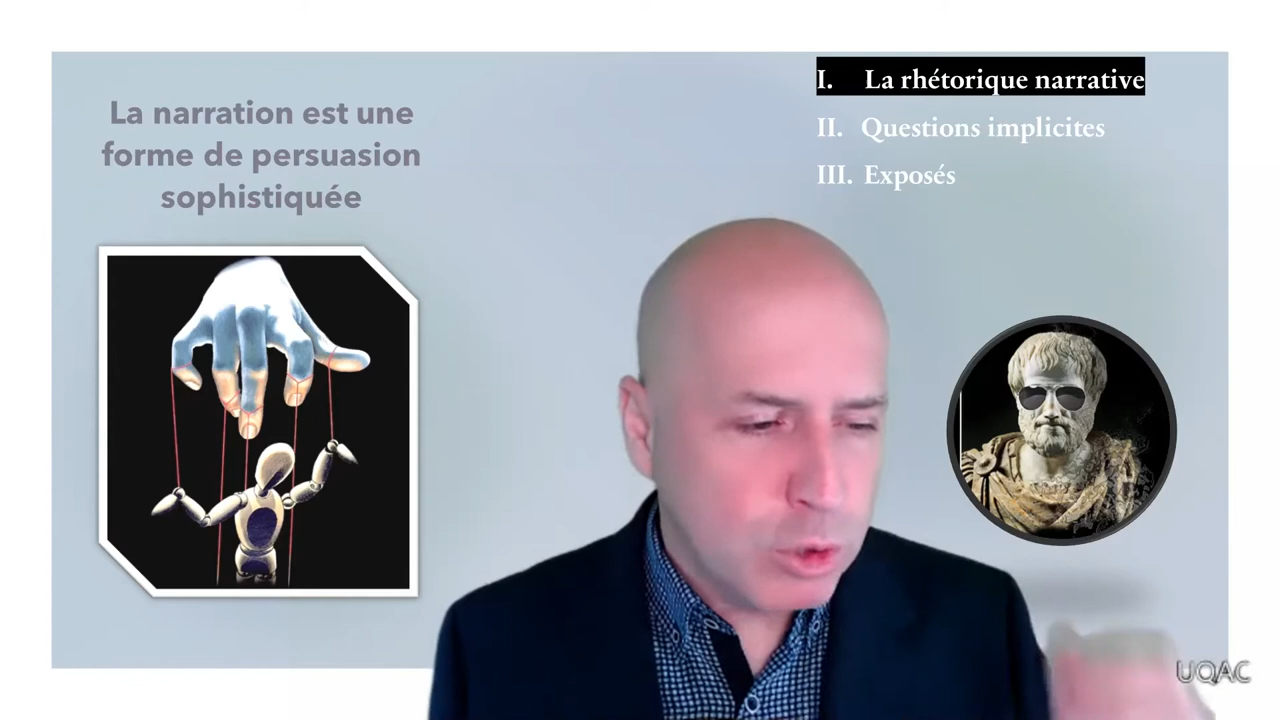 La narration est une
forme de persuasion
sophistiquée
I. La rhétorique narrative
II. Questions implicites
III. Exposés
UQAC